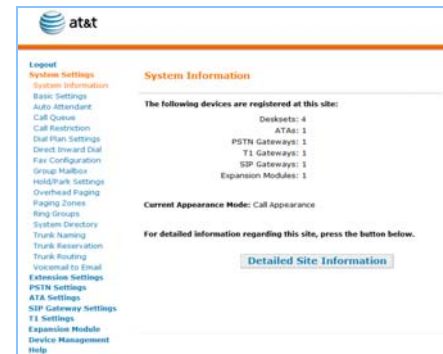 at&t
Logout
System Settings
System Information
Basic Settings
Auto Attendant
Call Queue
Call Restriction
Dial Plan Settings
Direct Inward Dial
Fax Configuration
Group Mailbox
Hold/Park Settings
Overhead Paging
Paging Zones
Ring Groups
System Directory
Trunk Naming
Trunk Reservation
Trunk Routing
Voicemail to Email
Extension Settings
PSTN Settings
ATA Settings
SIP Gateway Settings
T1 Settings
Expansion Module
Device Management
Help
System Information
The following devices are registered at this site:
Desksets: 4
ATAs: 1
PSTN Gateways: 1
T1 Gateways: 1
SIP Gateways: 1
Expansion Modules: 1
Current Appearance Mode: Call Appearance
For detailed information regarding this site, press the button below.
Detailed Site Information